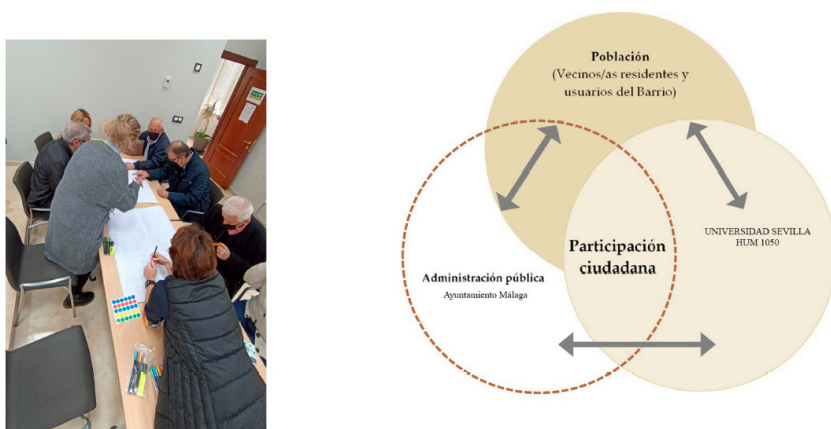 Población
(Vecinos/as residentes y
usuarios del Barrio)
UNIVERSIDAD SEVILLA
HUM 1050
Participación
ciudadana
Administración pública
Ayuntamiento Málaga